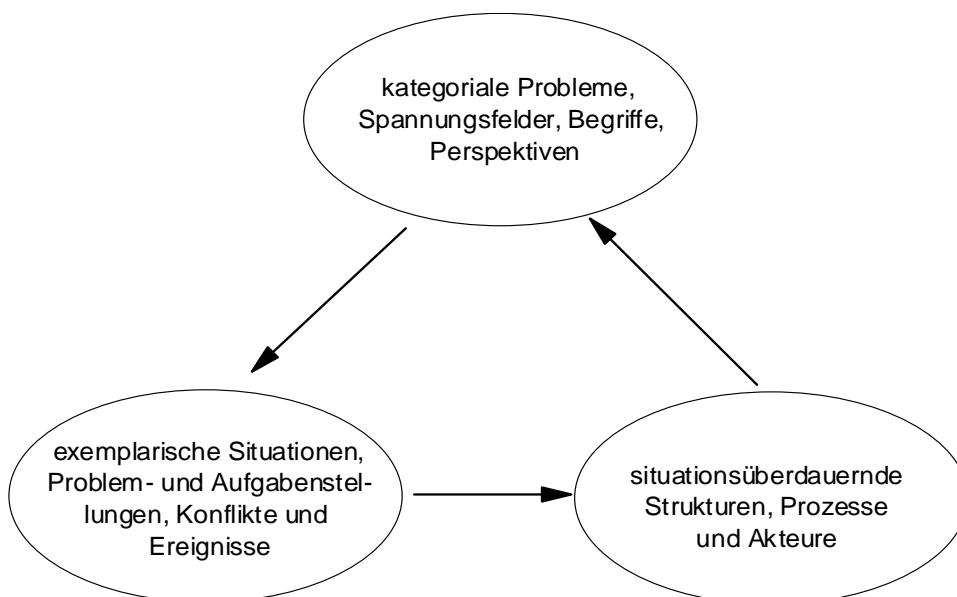 kategoriale Probleme,
Spannungsfelder, Begriffe,
Perspektiven
exemplarische Situationen,
Problem- und Aufgabenstel-
lungen, Konflikte und
Ereignisse
situationsüberdauernde
Strukturen, Prozesse
und Akteure